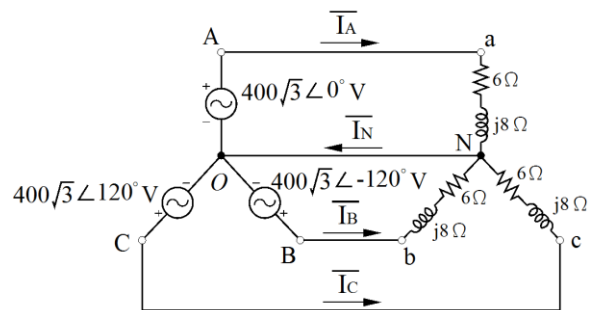 I_A
A
a
+
6Ω
400√3∠0°V
−
j8Ω
I_N
N
O
400√3∠120°V
−
−
400√3∠-120°V
6Ω
6Ω
+
+
I_B
j8Ω
j8Ω
C
B
b
c
I_C